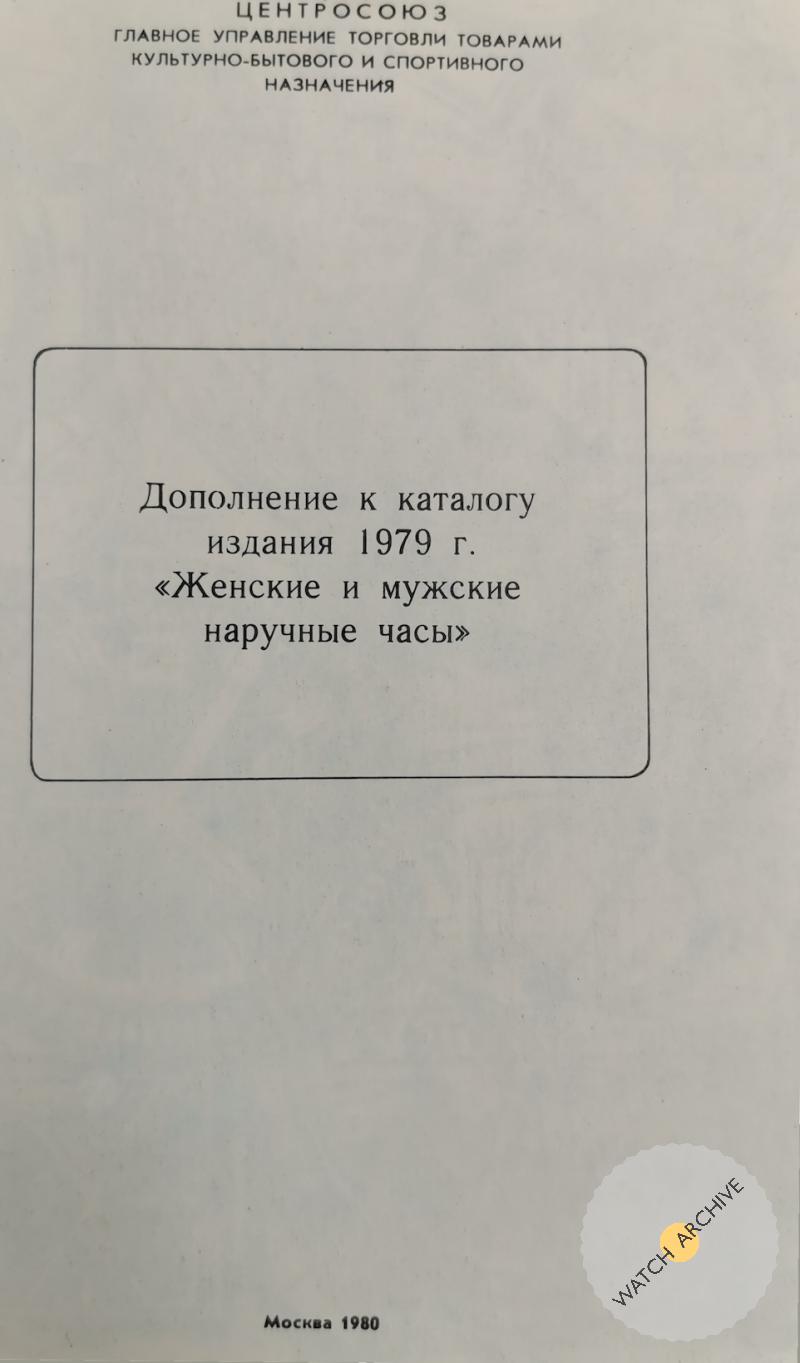 ЦЕНТРОСОЮЗ
ГЛАВНОЕ УПРАВЛЕНИЕ ТОРГОВЛИ ТОВАРАМИ
КУЛЬТУРНО-БЫТОВОГО И СПОРТИВНОГО
НАЗНАЧЕНИЯ
Дополнение к каталогу
издания 1979 г.
«Женские и мужские
наручные часы»
WATCH ARCHIVE
Москва 1980